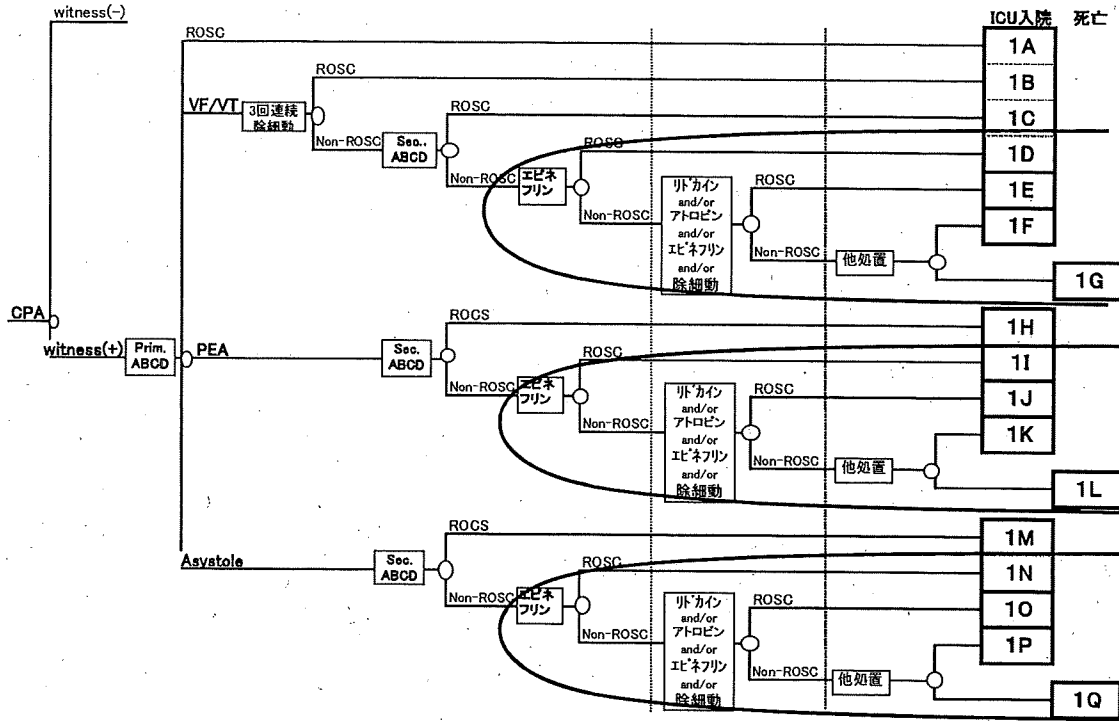 witness(-)
ICU入院 死亡
ROSC
1A
ROSC
1B
VF/VT
3回連続
除細動
ROSC
1C
Non-ROSC
Sec..
ABCD
ROSC
1D
Non-ROSC
エピネ
フリン
ROSC
1E
Non-ROSC
リドカイン
and/or
アトロピン
and/or
エピネフリン
and/or
除細動
1F
Non-ROSC
他処置
1G
CPA
witness(+)
Prim.
ABCD
PEA
Sec.
ABCD
ROCS
1H
ROSC
1I
Non-ROSC
エピネ
フリン
ROSC
1J
Non-ROSC
リドカイン
and/or
アトロピン
and/or
エピネフリン
and/or
除細動
1K
Non-ROSC
他処置
1L
Asystole
Sec.
ABCD
ROCS
1M
ROSC
1N
Non-ROSC
エピネ
フリン
ROSC
1O
Non-ROSC
リドカイン
and/or
アトロピン
and/or
エピネフリン
and/or
除細動
1P
Non-ROSC
他処置
1Q